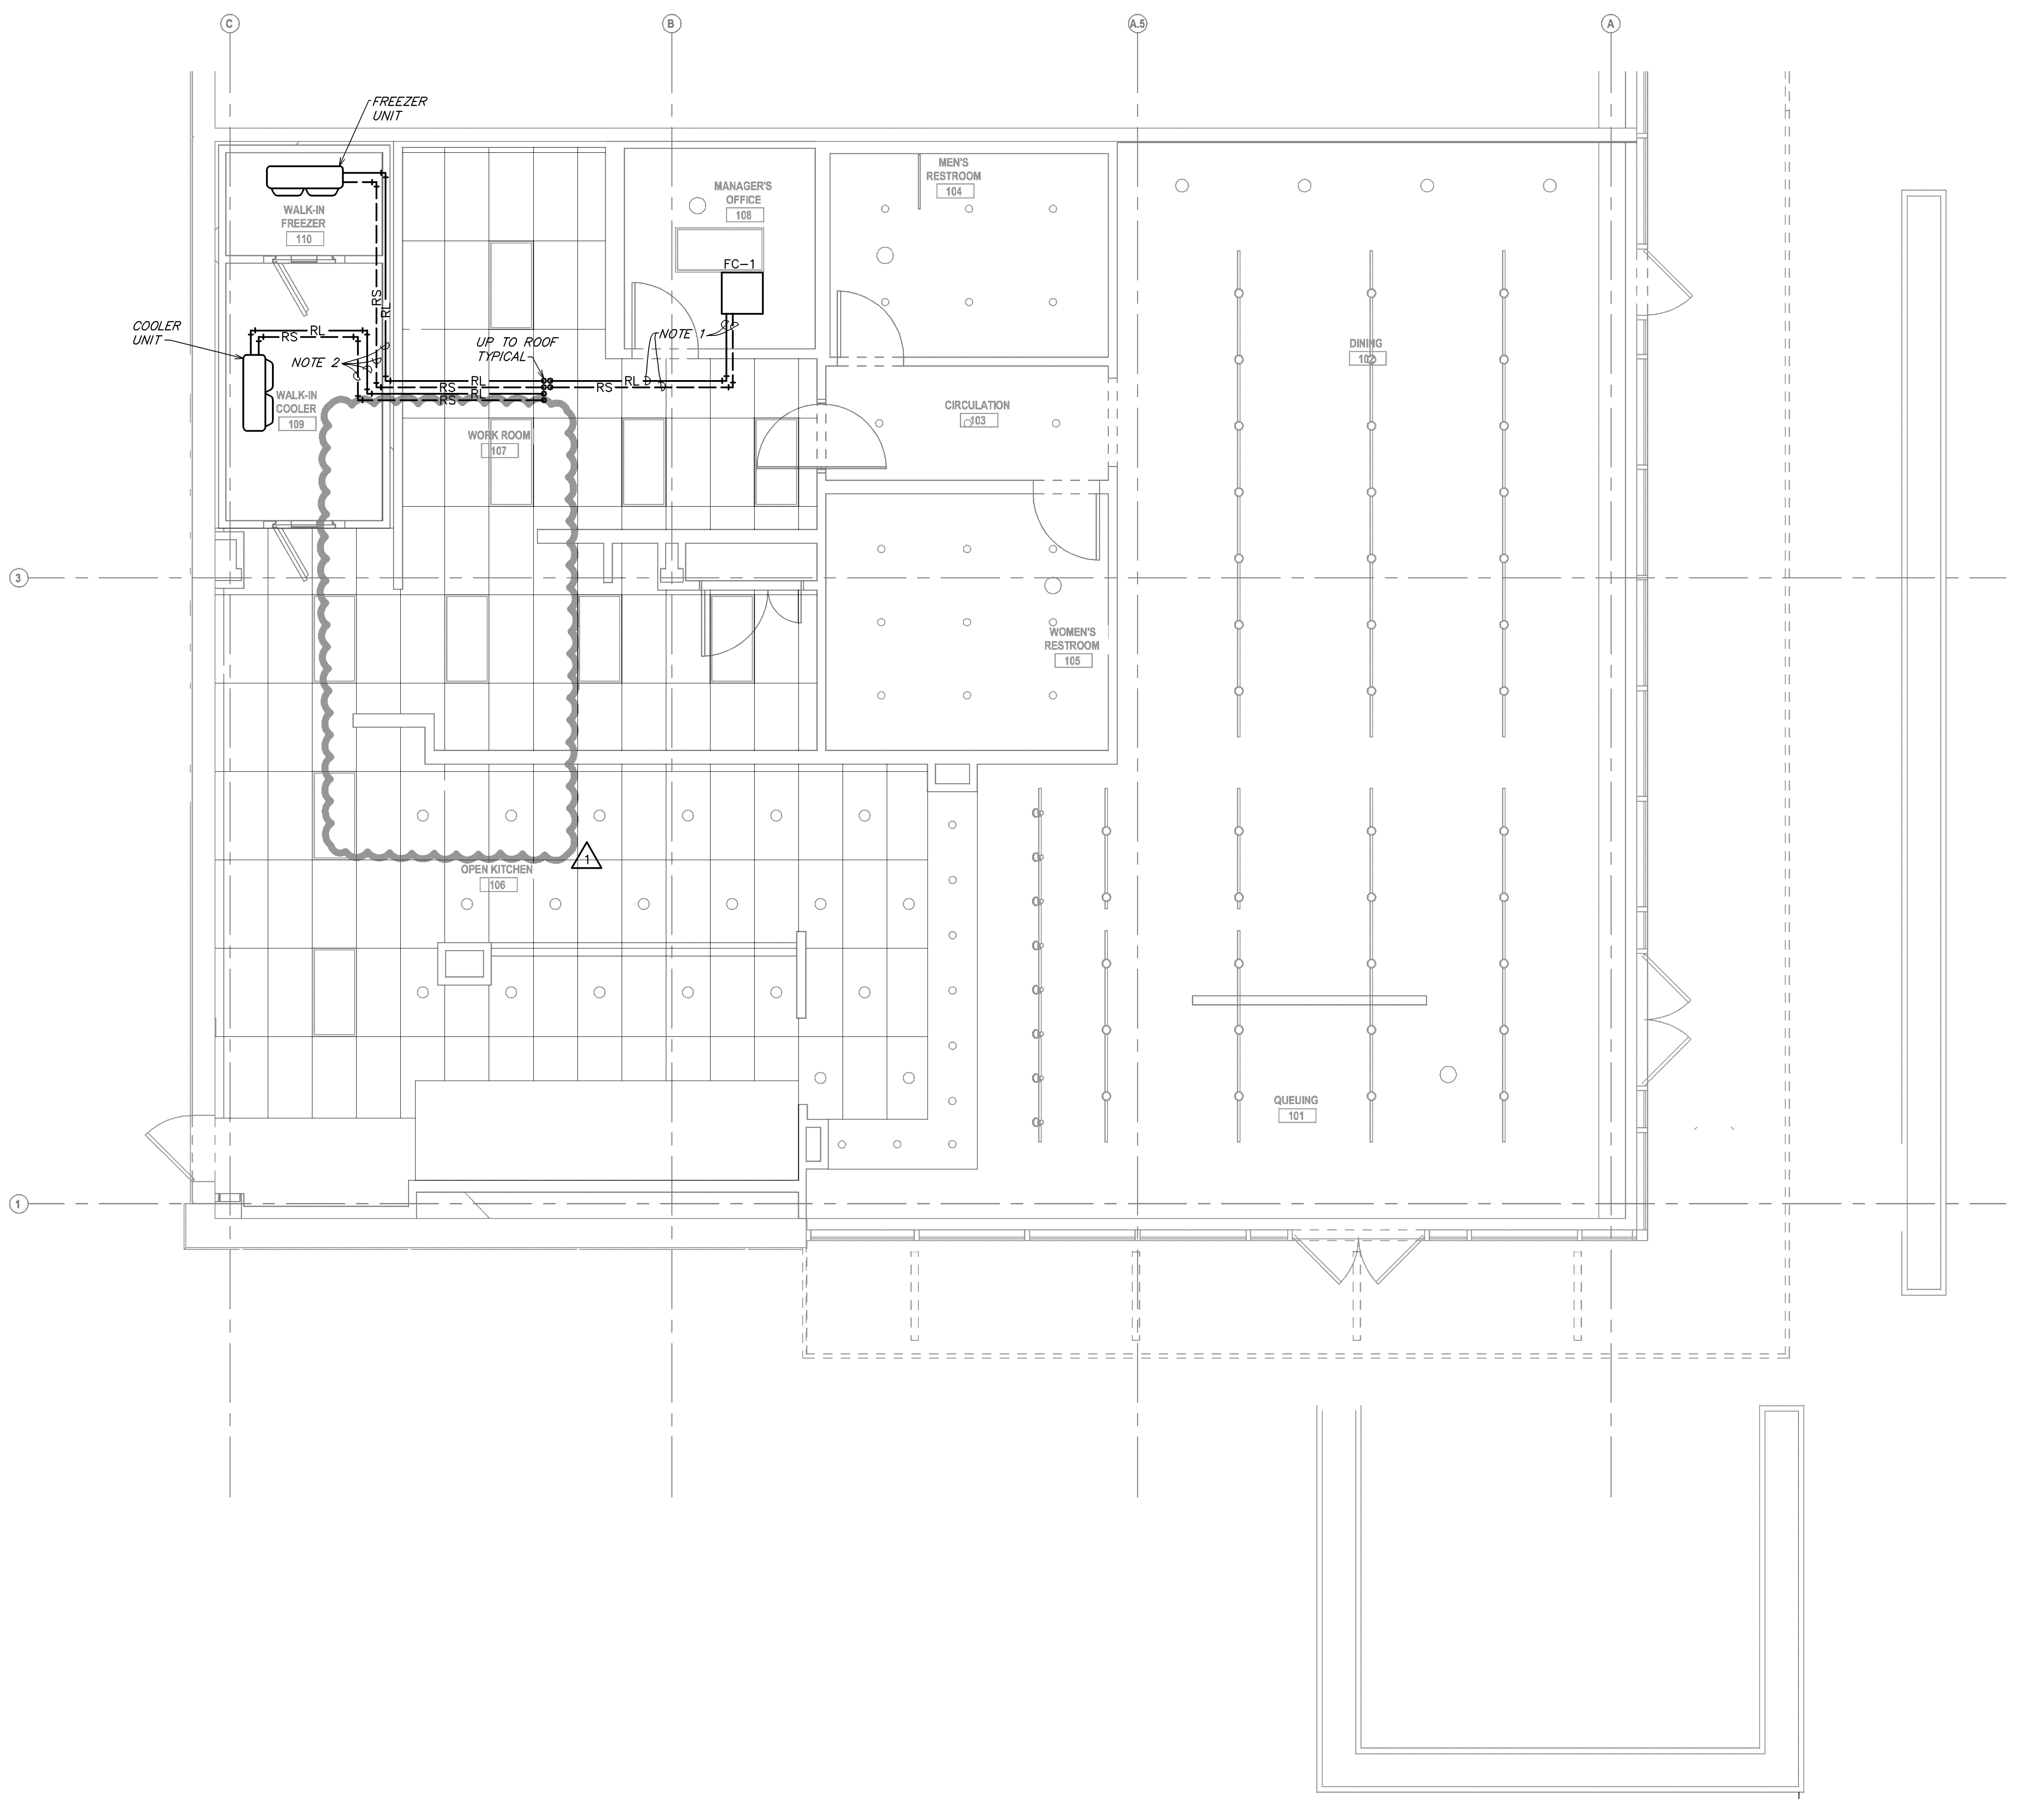 C
B
A.5
A
FREEZER
UNIT
MEN'S
RESTROOM
104
MANAGER'S
OFFICE
108
WALK-IN
FREEZER
110
FC-1
RS
RL
COOLER
UNIT
RL
RS
NOTE 2
UP TO ROOF
TYPICAL
NOTE 1
DINING
102
RL
RS
RL
RS
RL
RS
WALK-IN
COOLER
109
CIRCULATION
103
WORK ROOM
107
3
WOMEN'S
RESTROOM
105
1
OPEN KITCHEN
106
QUEUING
101
1